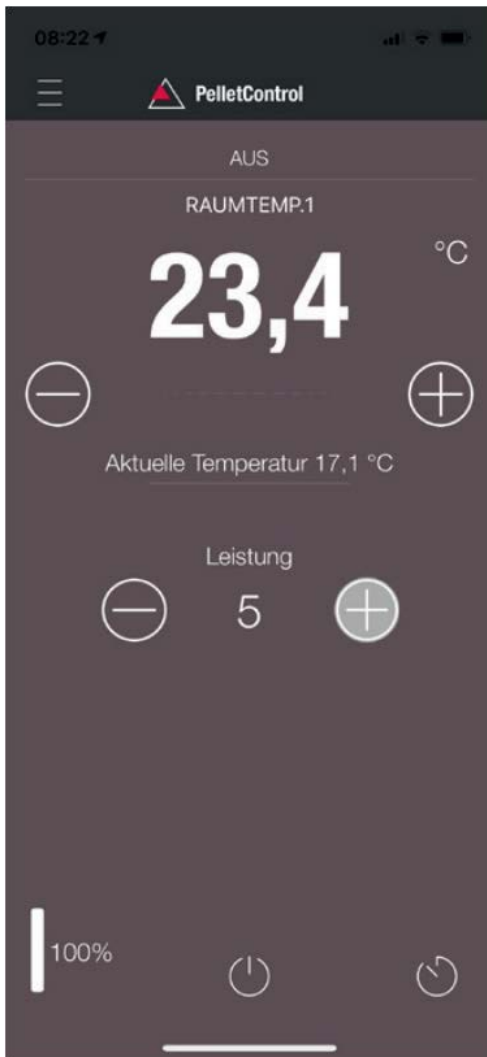 08:22
PelletControl
AUS
RAUMTEMP.1
23,4 °C
Aktuelle Temperatur 17,1 °C
Leistung
5
100%